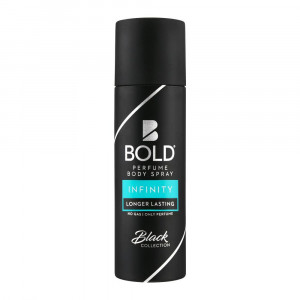 B
BOLD®
PERFUME
BODY SPRAY
INFINITY
LONGER LASTING
NO GAS | ONLY PERFUME
Black
COLLECTION